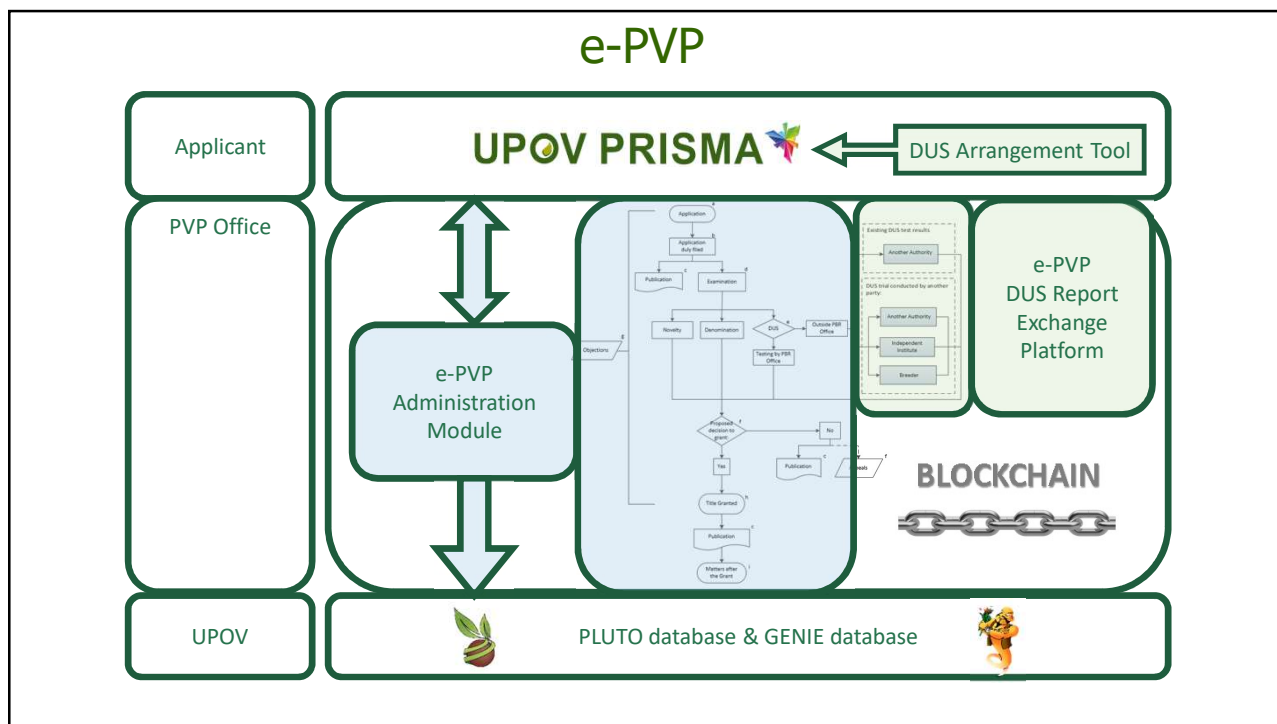 e-PVP
Applicant
UPOV PRISMA
DUS Arrangement Tool
PVP Office
a
Application
b
Application
duly filed
c
Publication
d
Examination
Novelty
Denomination
e
DUS
Outside PBR
Office
Testing by PBR
Office
g
Objections
f
Proposed
decision to
grant
No
Yes
c
Publication
f
h
Title Granted
c
Publication
i
Matters after
the Grant
Existing DUS test results
Another Authority
DUS trial conducted by another
party:
Another Authority
Independent
Institute
Breeder
e-PVP
DUS Report
Exchange
Platform
e-PVP
Administration
Module
BLOCKCHAIN
UPOV
PLUTO database & GENIE database